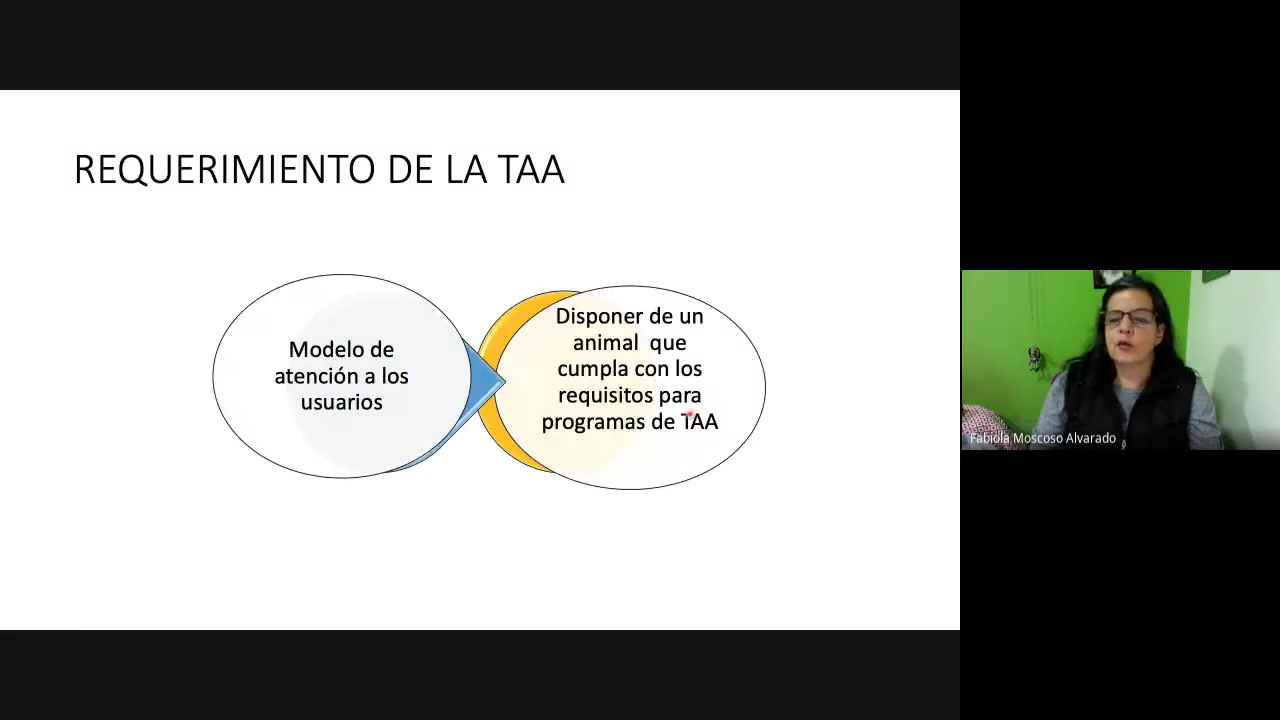 REQUERIMIENTO DE LA TAA
Modelo de
atención a los
usuarios
Disponer de un
animal que
cumpla con los
requisitos para
programas de TAA
Fabiola Moscoso Alvarado